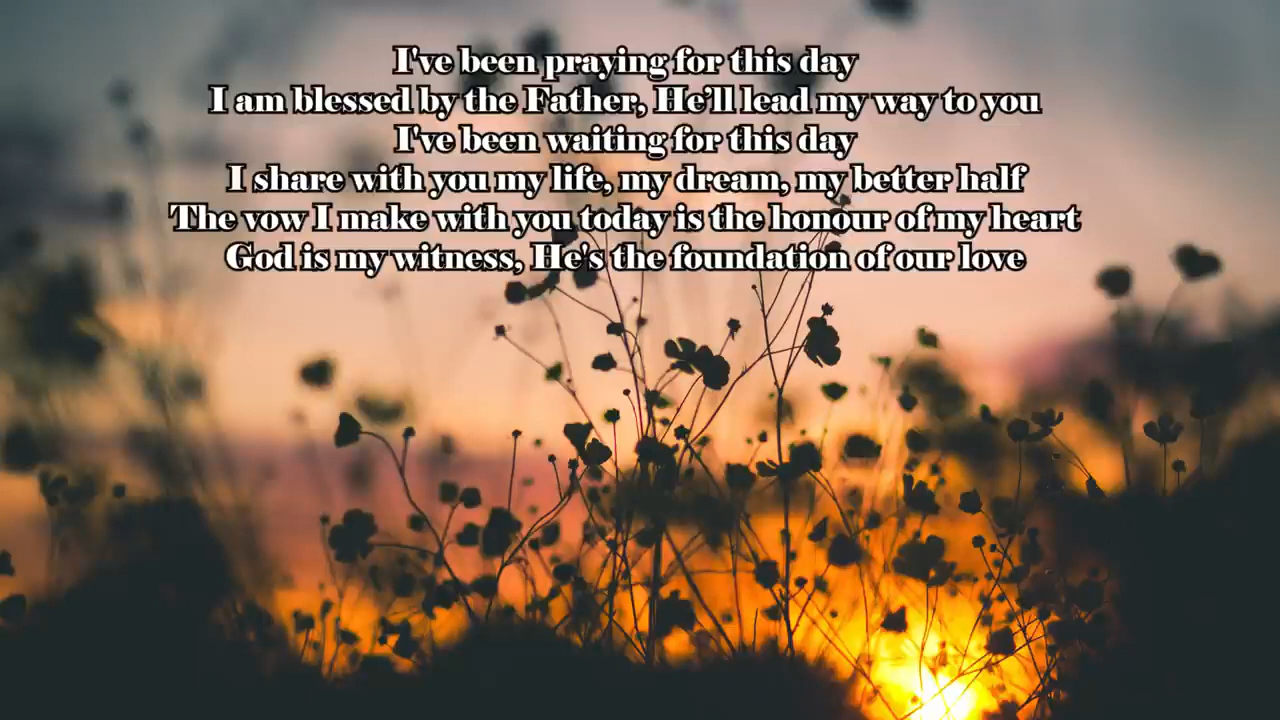 I've been praying for this day
I am blessed by the Father, He’ll lead my way to you
I've been waiting for this day
I share with you my life, my dream, my better half
The vow I make with you today is the honour of my heart
God is my witness, He's the foundation of our love